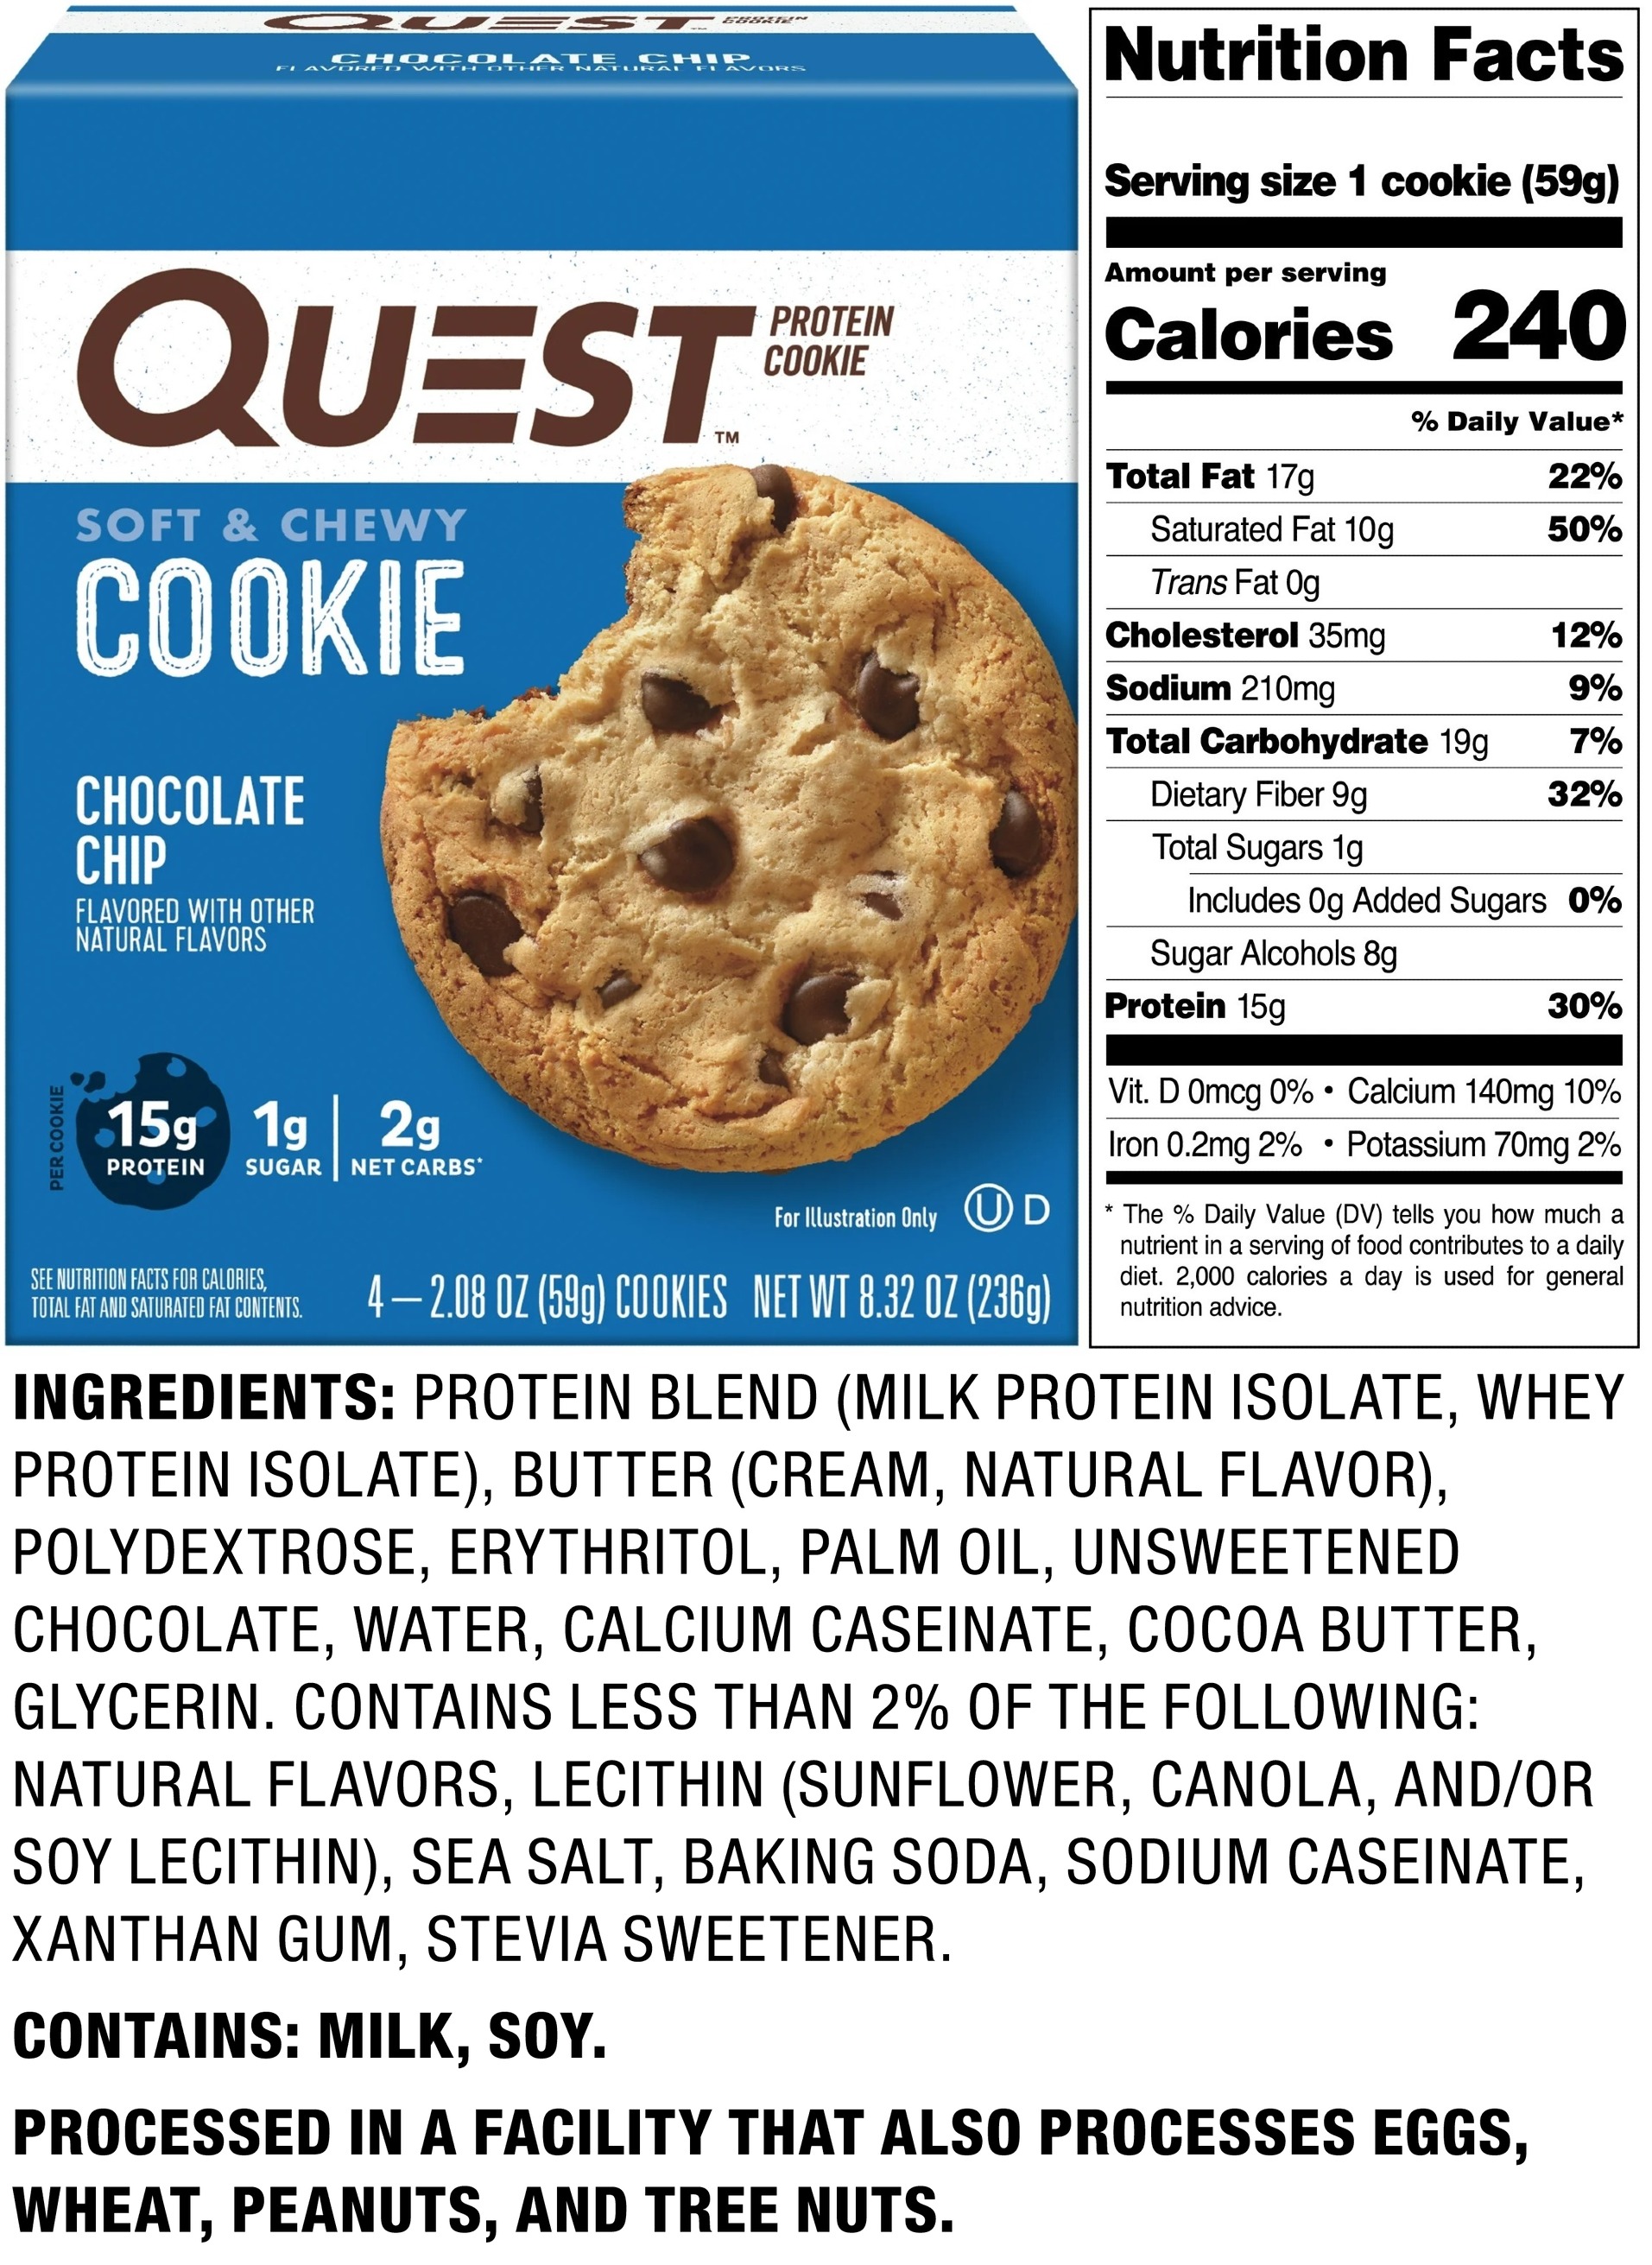 QUEST™ PROTEIN COOKIE
CHOCOLATE CHIP
FLAVORED WITH OTHER NATURAL FLAVORS
QUEST™
PROTEIN
COOKIE
SOFT & CHEWY
COOKIE
CHOCOLATE
CHIP
FLAVORED WITH OTHER
NATURAL FLAVORS
PER COOKIE
15g
PROTEIN
1g
SUGAR
2g
NET CARBS*
For Illustration Only
U D
SEE NUTRITION FACTS FOR CALORIES,
TOTAL FAT AND SATURATED FAT CONTENTS.
4 – 2.08 OZ (59g) COOKIES NET WT 8.32 OZ (236g)
Nutrition Facts
Serving size 1 cookie (59g)
Amount per serving
Calories 240
% Daily Value*
Total Fat 17g 22%
Saturated Fat 10g 50%
Trans Fat 0g
Cholesterol 35mg 12%
Sodium 210mg 9%
Total Carbohydrate 19g 7%
Dietary Fiber 9g 32%
Total Sugars 1g
Includes 0g Added Sugars 0%
Sugar Alcohols 8g
Protein 15g 30%
Vit. D 0mcg 0% • Calcium 140mg 10%
Iron 0.2mg 2% • Potassium 70mg 2%
* The % Daily Value (DV) tells you how much a
nutrient in a serving of food contributes to a daily
diet. 2,000 calories a day is used for general
nutrition advice.
INGREDIENTS: PROTEIN BLEND (MILK PROTEIN ISOLATE, WHEY
PROTEIN ISOLATE), BUTTER (CREAM, NATURAL FLAVOR),
POLYDEXTROSE, ERYTHRITOL, PALM OIL, UNSWEETENED
CHOCOLATE, WATER, CALCIUM CASEINATE, COCOA BUTTER,
GLYCERIN. CONTAINS LESS THAN 2% OF THE FOLLOWING:
NATURAL FLAVORS, LECITHIN (SUNFLOWER, CANOLA, AND/OR
SOY LECITHIN), SEA SALT, BAKING SODA, SODIUM CASEINATE,
XANTHAN GUM, STEVIA SWEETENER.
CONTAINS: MILK, SOY.
PROCESSED IN A FACILITY THAT ALSO PROCESSES EGGS,
WHEAT, PEANUTS, AND TREE NUTS.